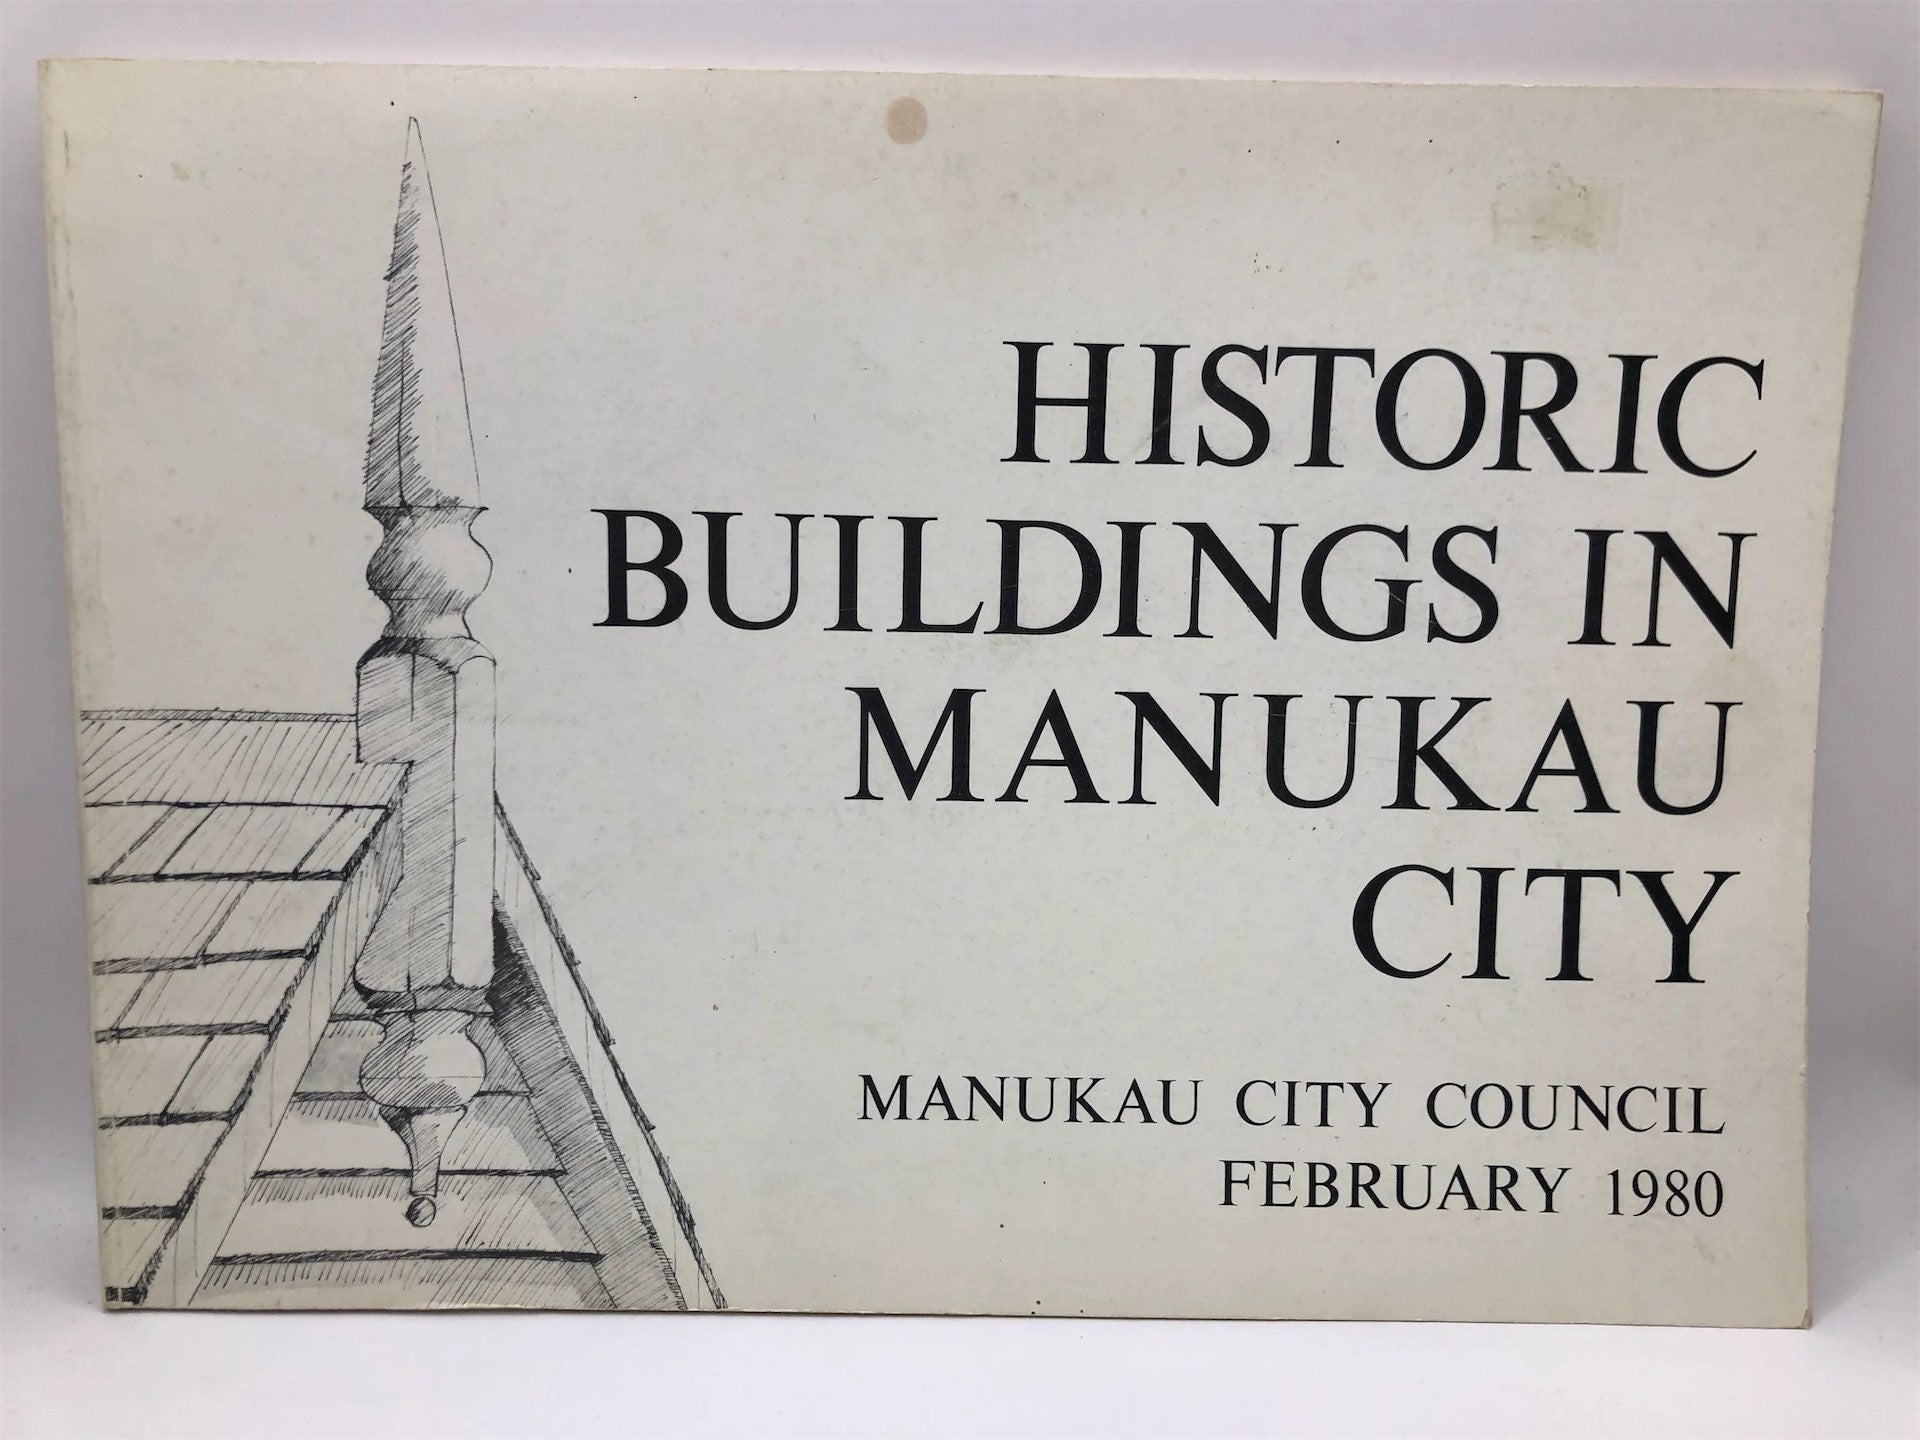 HISTORIC
BUILDINGS IN
MANUKAU
CITY
MANUKAU CITY COUNCIL
FEBRUARY 1980